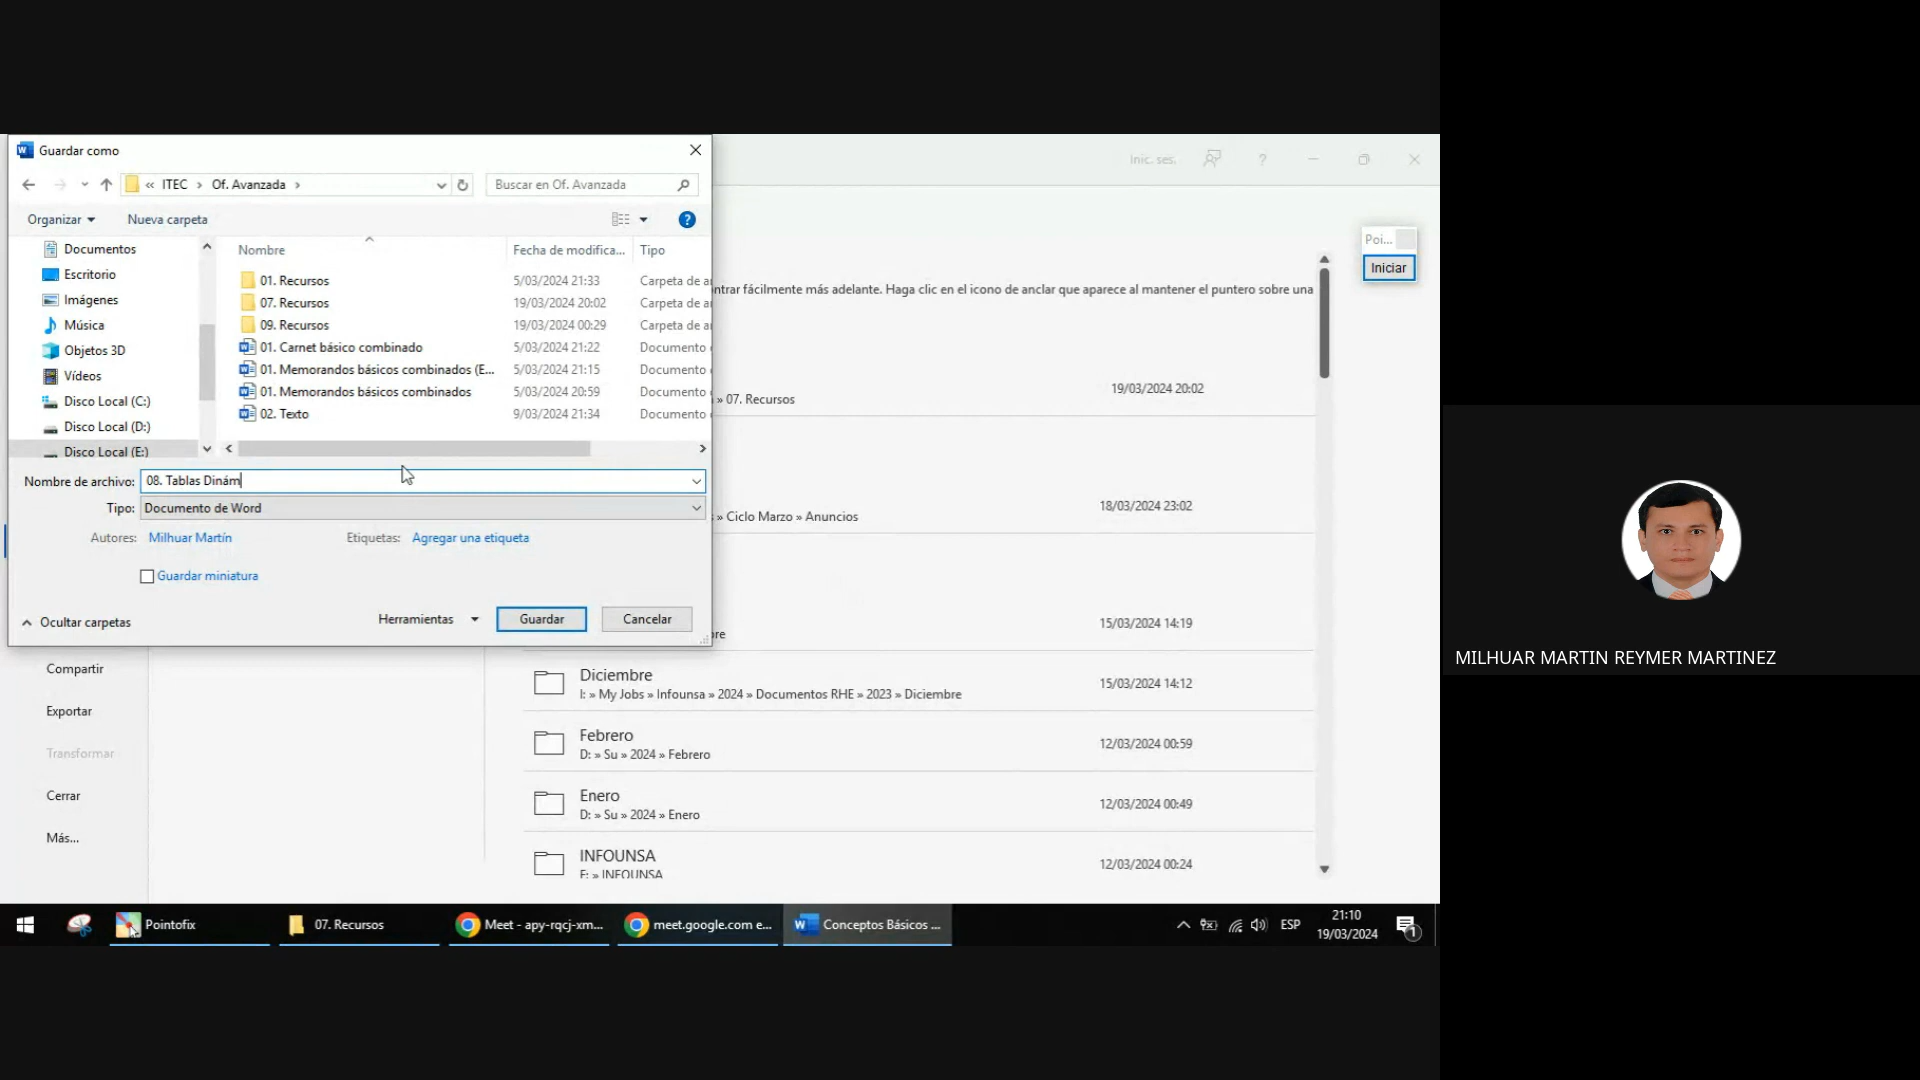 Guardar como
« ITEC › Of. Avanzada ›
Buscar en Of. Avanzada
Organizar
Nueva carpeta
?
Documentos
Escritorio
Imágenes
Música
Objetos 3D
Vídeos
Disco Local (C:)
Disco Local (D:)
Disco Local (E:)
Nombre Fecha de modifica... Tipo
01. Recursos 5/03/2024 21:33 Carpeta de a
07. Recursos 19/03/2024 20:02 Carpeta de a
09. Recursos 19/03/2024 00:29 Carpeta de a
01. Carnet básico combinado 5/03/2024 21:22 Documento
01. Memorandos básicos combinados (E... 5/03/2024 21:15 Documento
01. Memorandos básicos combinados 5/03/2024 20:59 Documento
02. Texto 9/03/2024 21:34 Documento
Nombre de archivo: 08. Tablas Dinám
Tipo: Documento de Word
Autores: Milhuar Martín Etiquetas: Agregar una etiqueta
Guardar miniatura
Ocultar carpetas
Herramientas
Guardar
Cancelar
Inic. ses.
?
Poi...
Iniciar
ntrar fácilmente más adelante. Haga clic en el icono de anclar que aparece al mantener el puntero sobre una
19/03/2024 20:02
» 07. Recursos
18/03/2024 23:02
» Ciclo Marzo » Anuncios
15/03/2024 14:19
re
Compartir
Exportar
Transformar
Cerrar
Más...
Diciembre
I: » My Jobs » Infounsa » 2024 » Documentos RHE » 2023 » Diciembre
15/03/2024 14:12
Febrero
D: » Su » 2024 » Febrero
12/03/2024 00:59
Enero
D: » Su » 2024 » Enero
12/03/2024 00:49
INFOUNSA
F: » INFOUNSA
12/03/2024 00:24
MILHUAR MARTIN REYMER MARTINEZ
Pointofix
07. Recursos
Meet - apy-rqcj-xm...
meet.google.com e...
Conceptos Básicos ...
ESP
21:10
19/03/2024
1